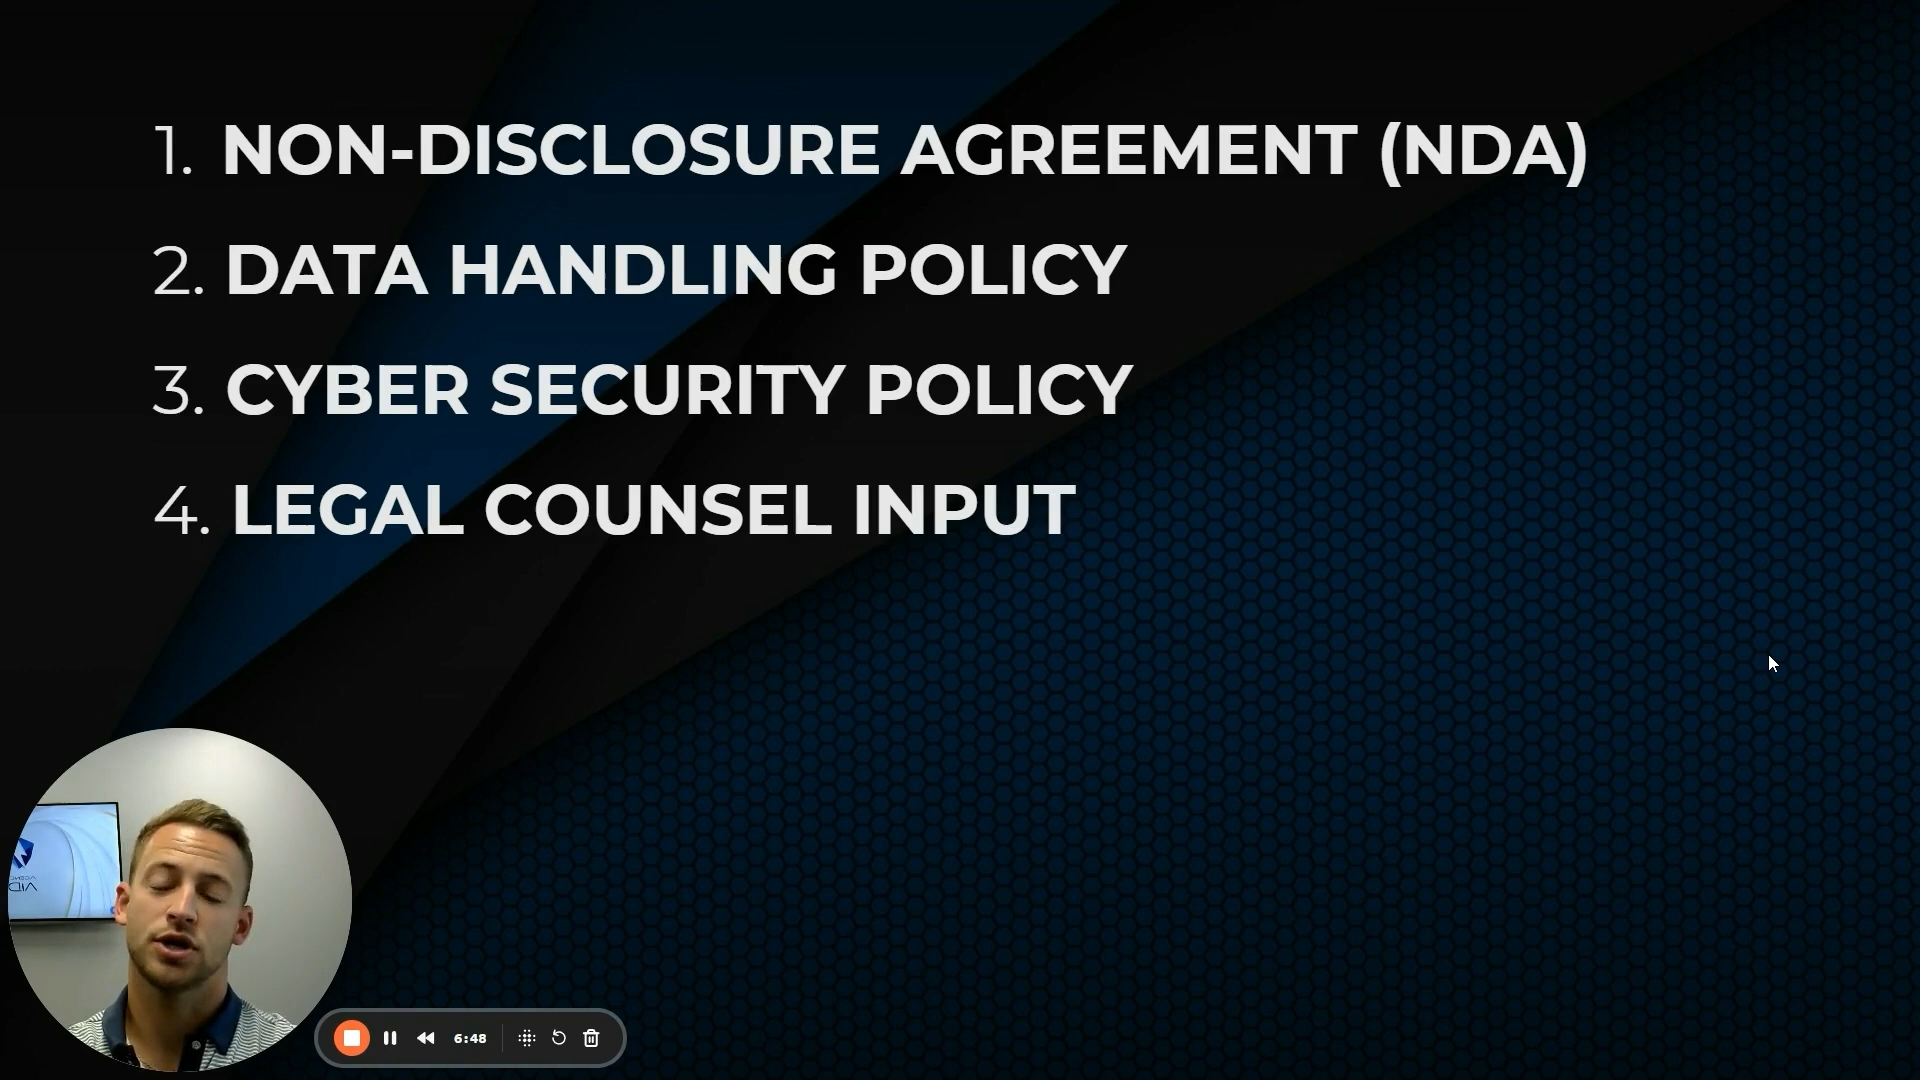 1. NON-DISCLOSURE AGREEMENT (NDA)
2. DATA HANDLING POLICY
3. CYBER SECURITY POLICY
4. LEGAL COUNSEL INPUT
6:48